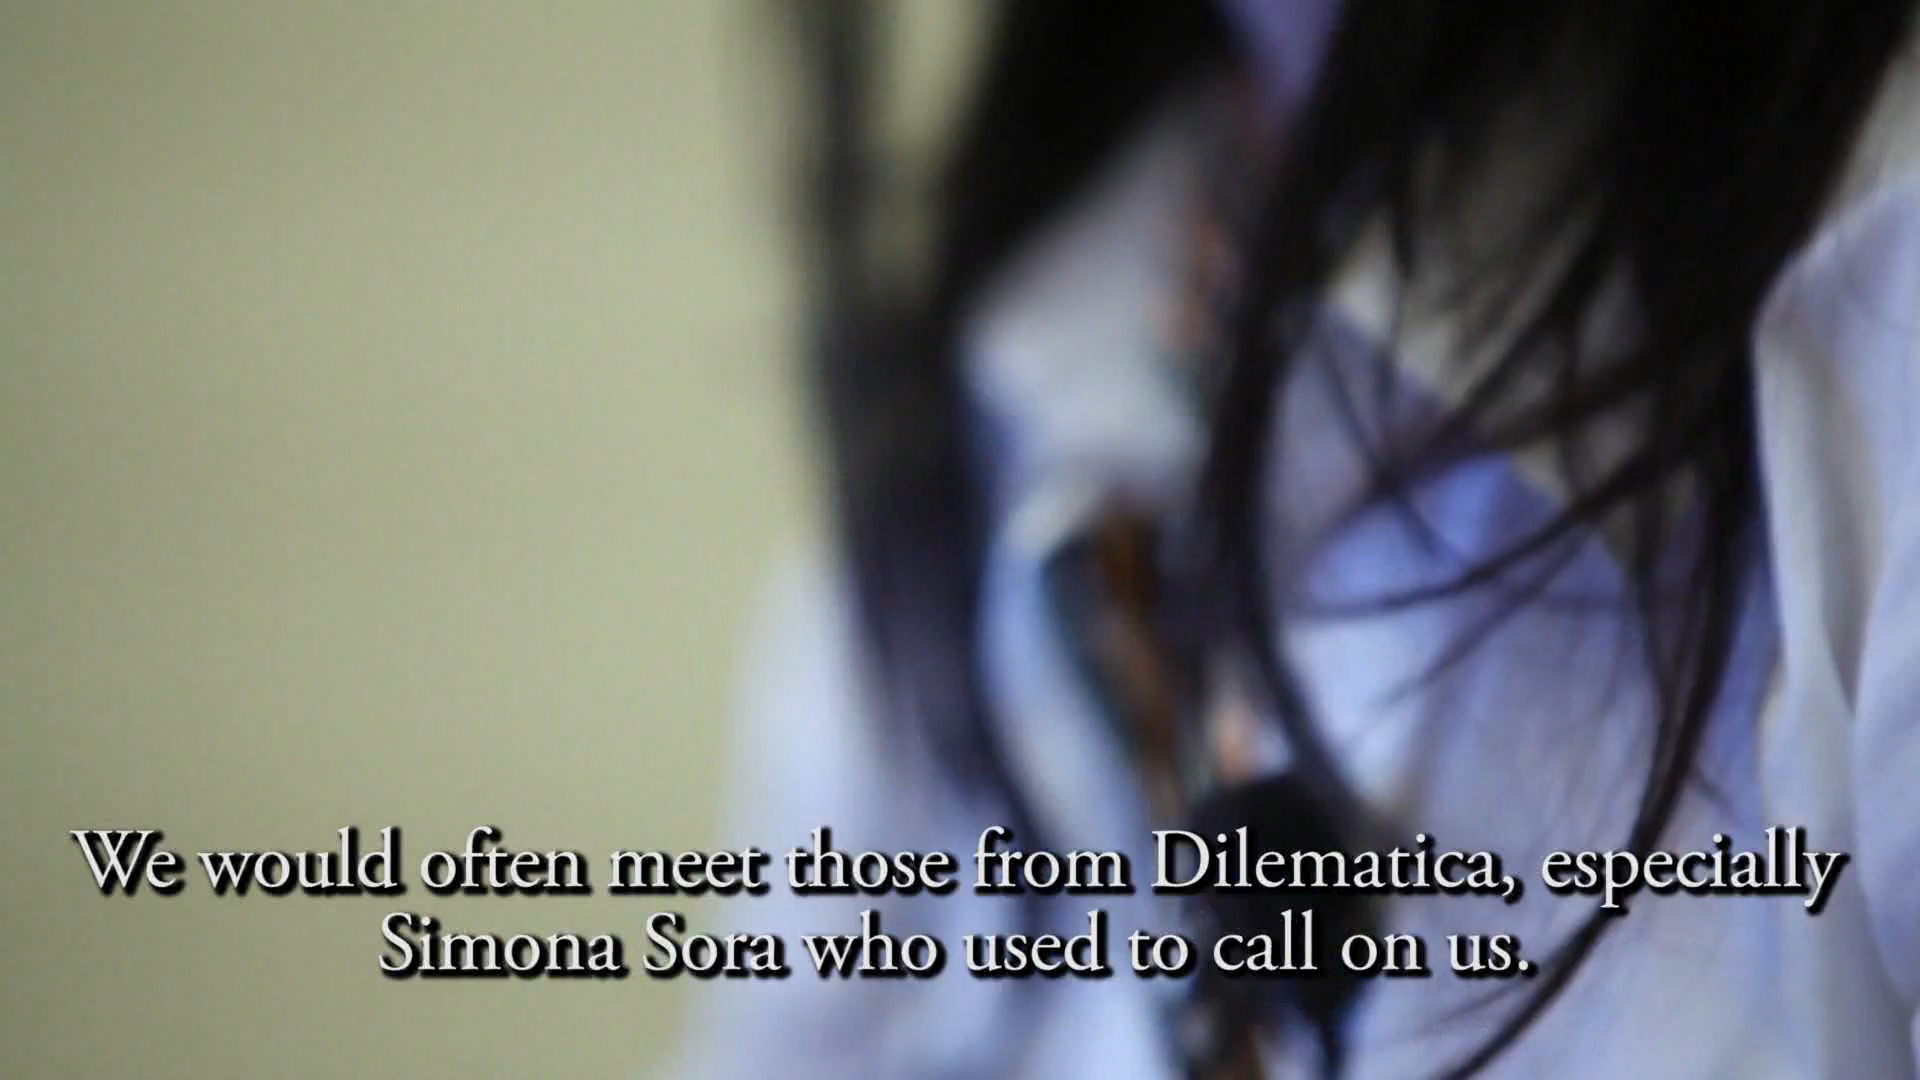 We would often meet those from Dilematica, especially
Simona Sora who used to call on us.